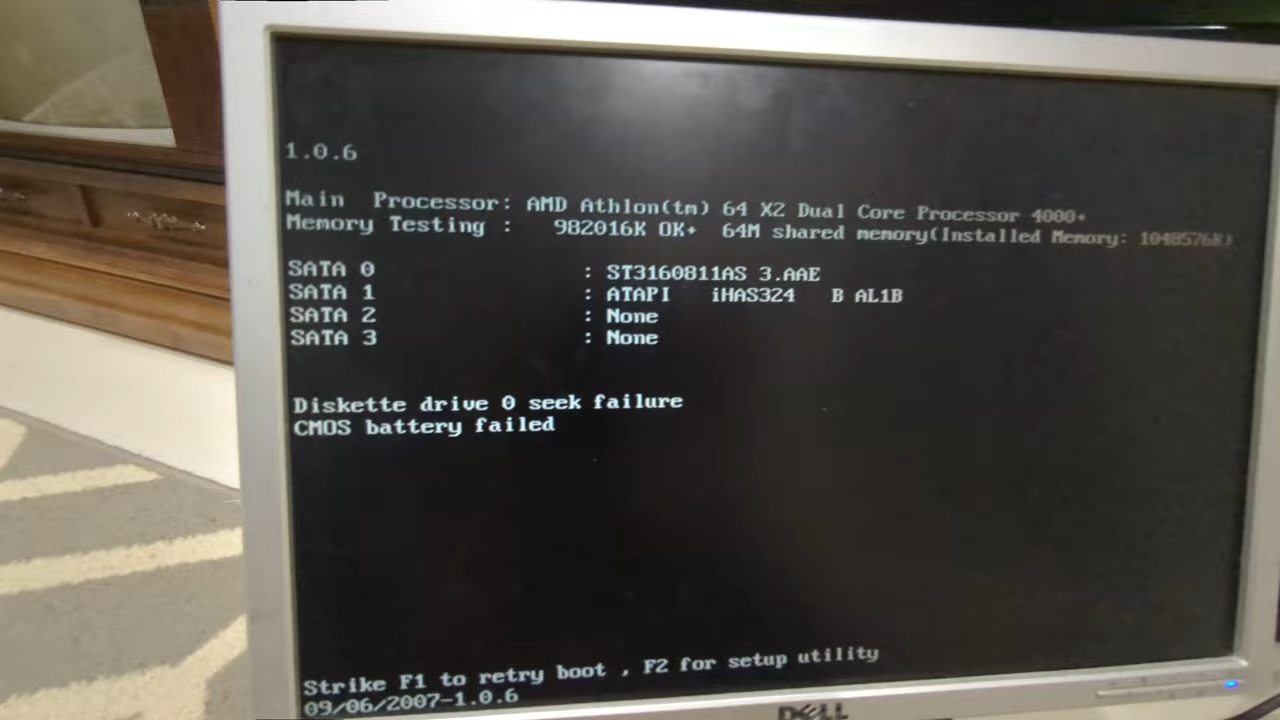 1.0.6
Main Processor: AMD Athlon(tm) 64 X2 Dual Core Processor 4000+
Memory Testing : 982016K OK+ 64M shared memory(Installed Memory: 1048576K)
SATA 0 : ST3160811AS 3.AAE
SATA 1 : ATAPI iHAS324 B AL1B
SATA 2 : None
SATA 3 : None
Diskette drive 0 seek failure
CMOS battery failed
Strike F1 to retry boot , F2 for setup utility
09/06/2007-1.0.6
DELL